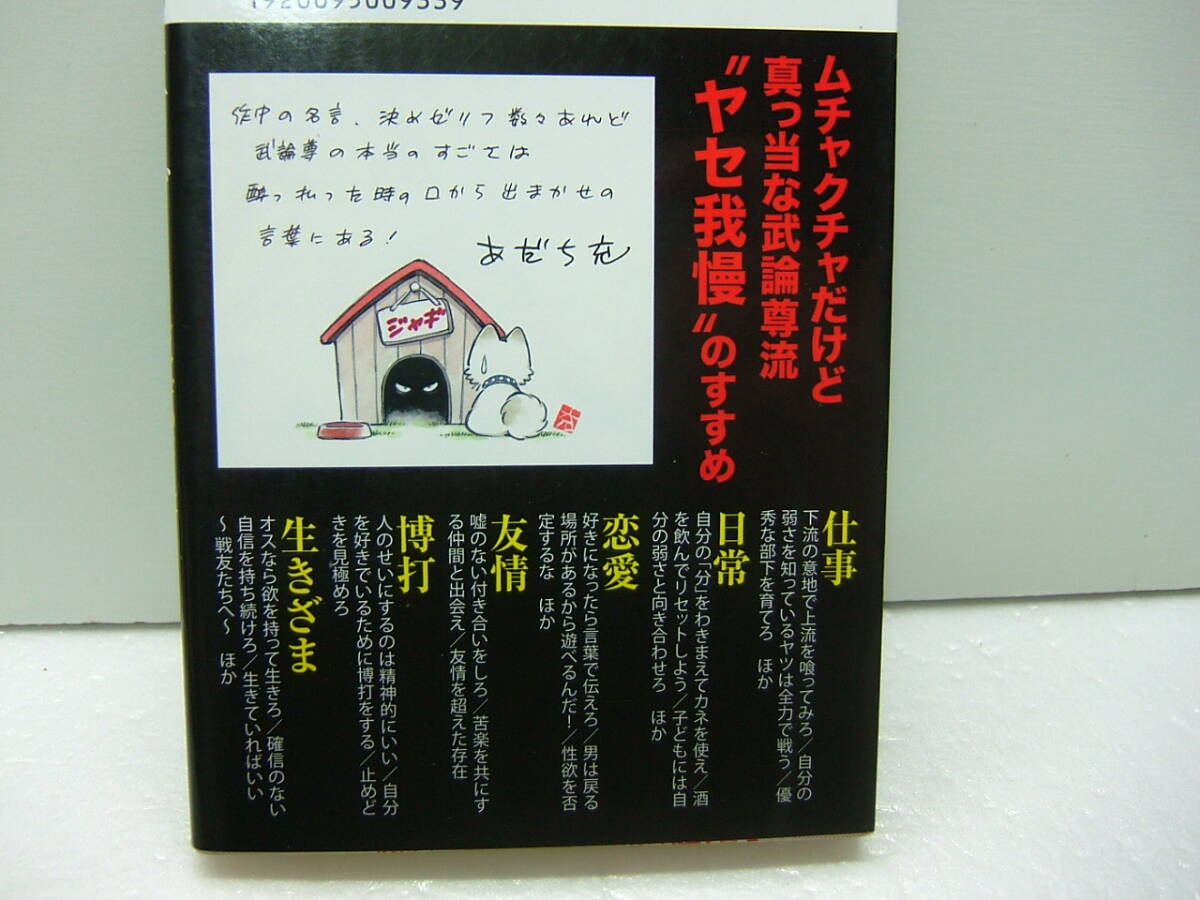 ムチャクチャだけど
真っ当な武論尊流
"ヤセ我慢"のすすめ
作中の名言、決めゼリフ数々あれど
武論尊の本当のすごさは
酔っ払った時の口から出まかせの
言葉にある!
あだち充
ジャギ
仕事
下流の意地で上流を喰ってみろ/自分の
弱さを知っているヤツは全力で戦う/優
秀な部下を育てろ ほか
日常
自分の「分」をわきまえてカネを使え/酒
を飲んでリセットしよう/子どもには自
分の弱さと向き合わせろ ほか
恋愛
好きになったら言葉で伝えろ/男は戻る
場所があるから遊べるんだ!/性欲を否
定するな ほか
友情
嘘のない付き合いをしろ/苦楽を共にす
る仲間と出会え/友情を超えた存在
博打
人のせいにするのは精神的にいい/自分
を好きでいるために博打をする/止めど
きを見極めろ
生きざま
オスなら欲を持って生きろ/確信のない
自信を持ち続けろ/生きていればいい
〜戦友たちへ〜 ほか